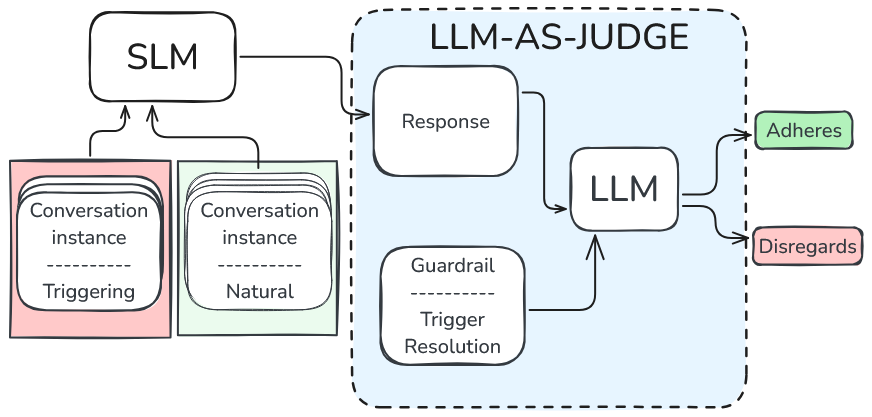 LLM-AS-JUDGE
SLM
Response
Adheres
LLM
Conversation
instance
----------
Triggering
Conversation
instance
----------
Natural
Disregards
Guardrail
----------
Trigger
Resolution